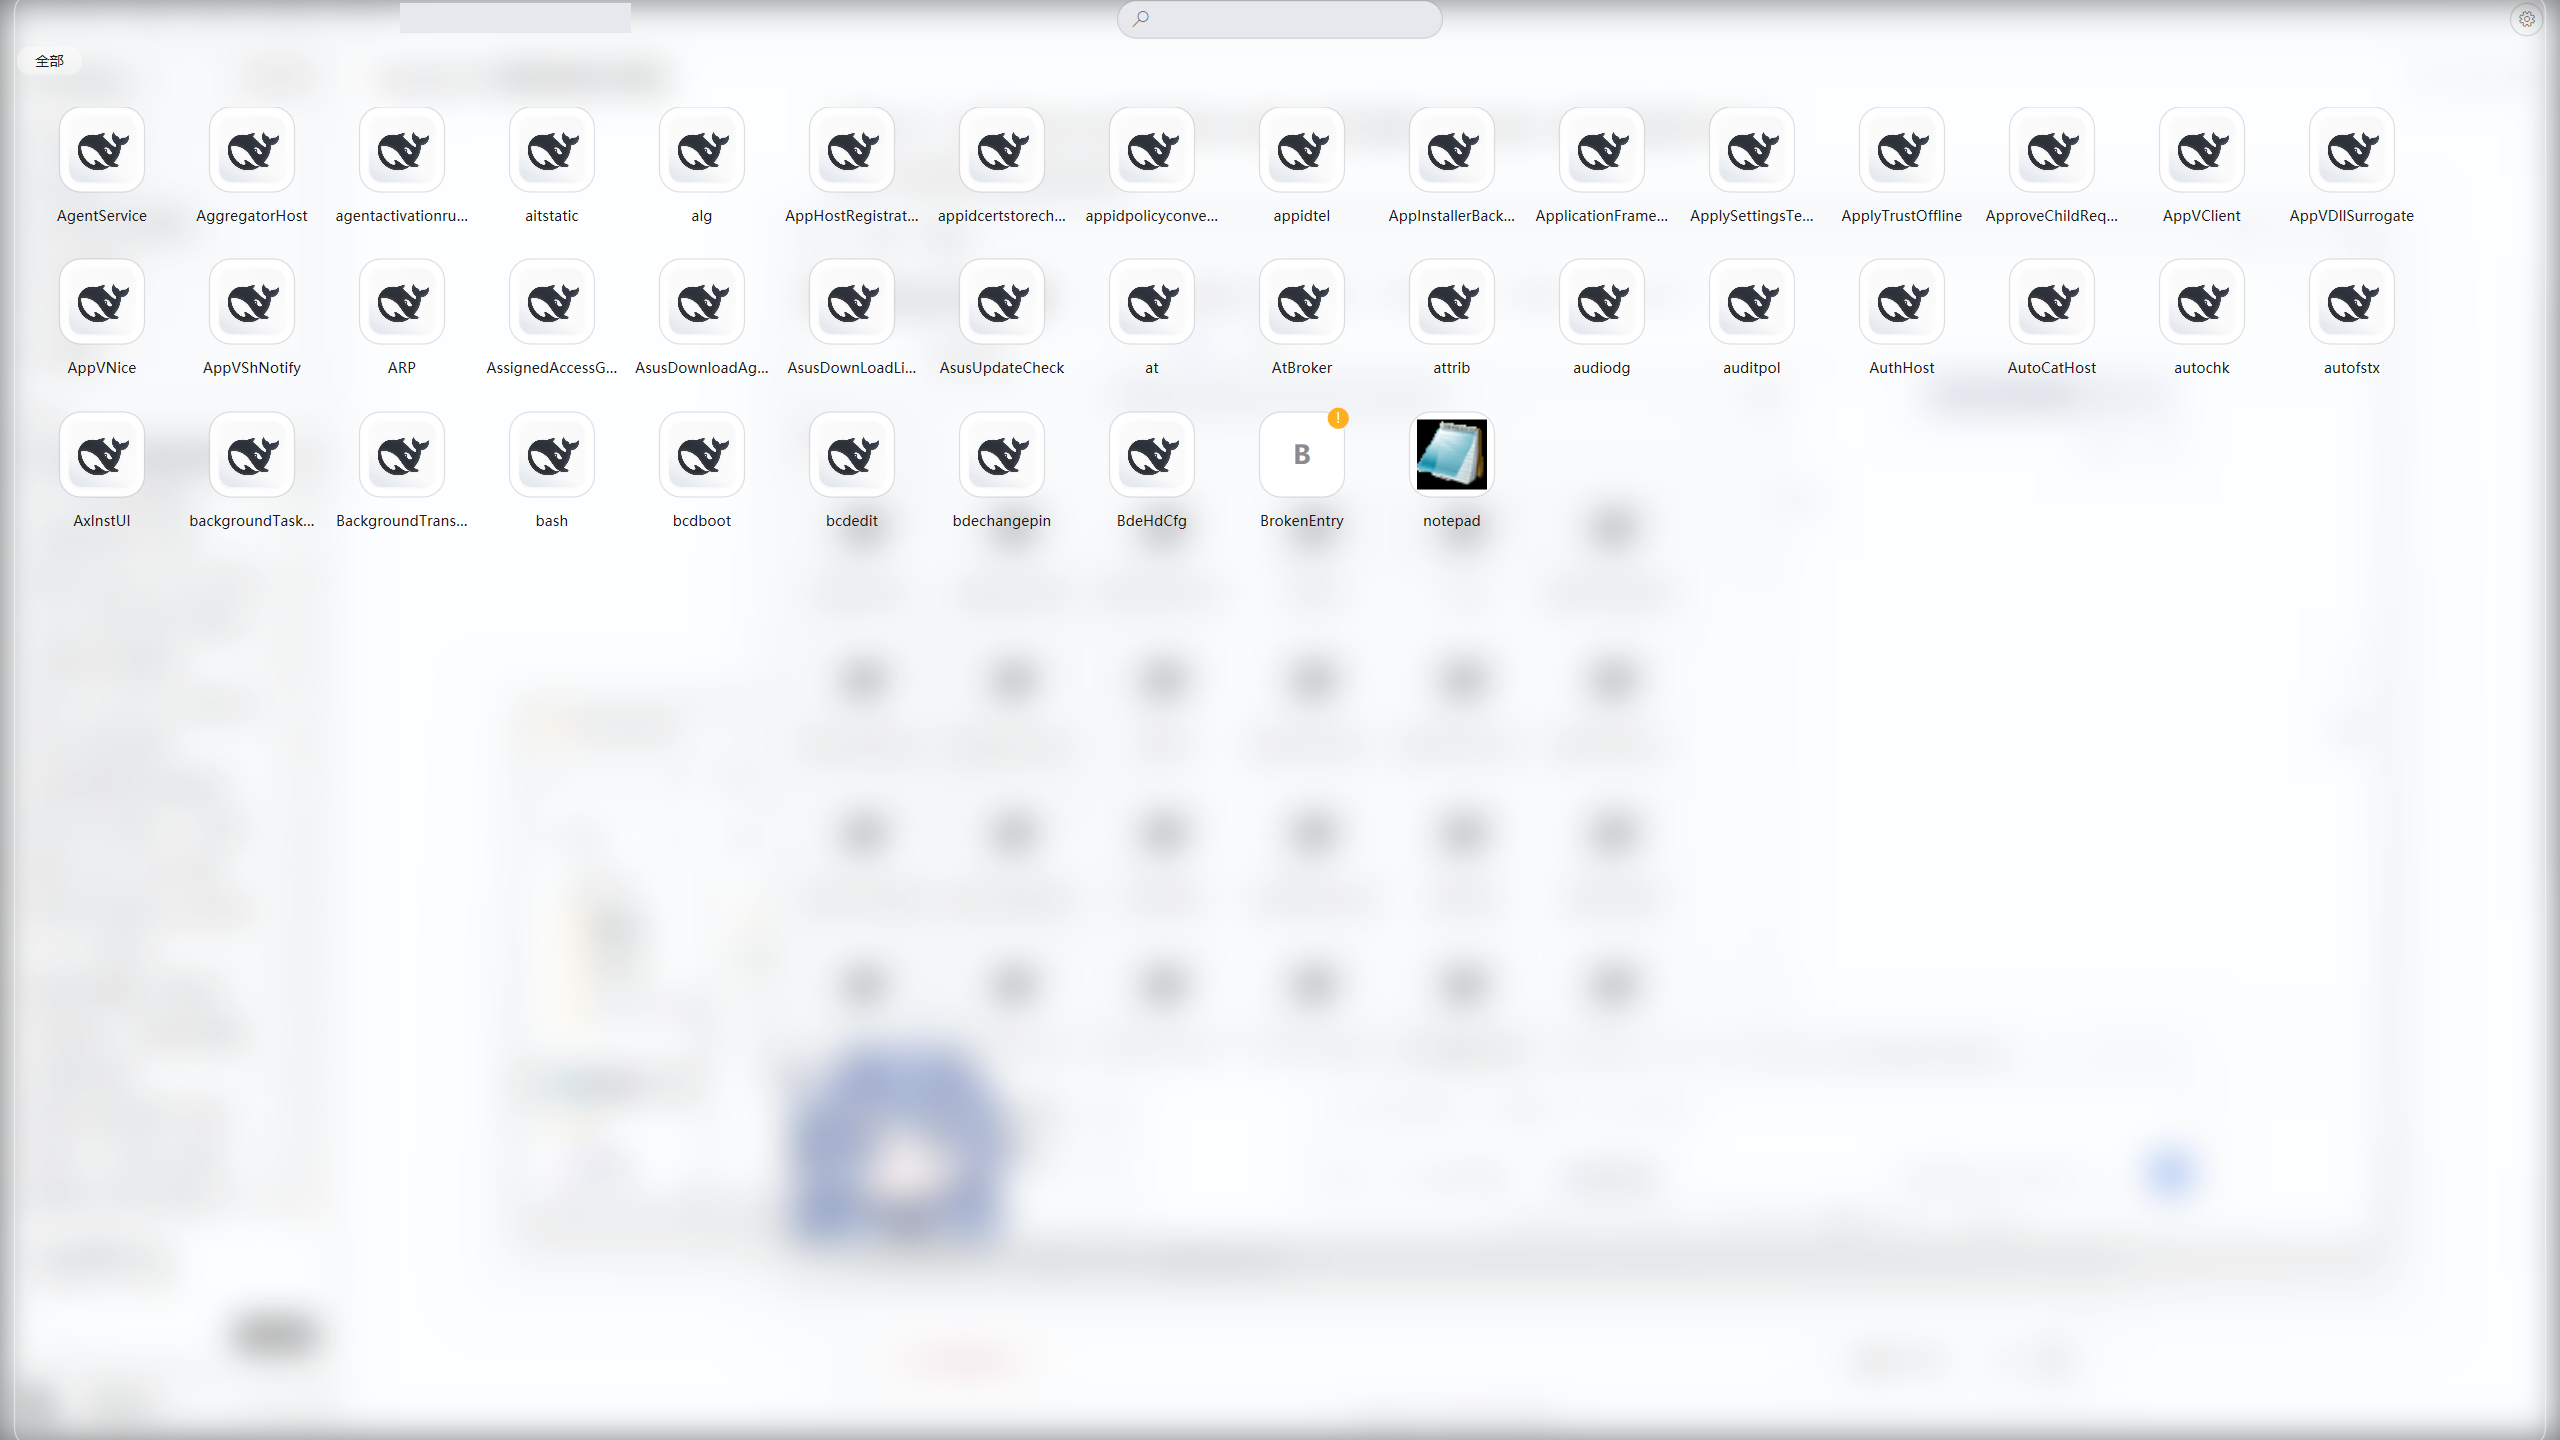 全部
AgentService AggregatorHost agentactivationru... aitstatic alg AppHostRegistrat... appidcertstorech... appidpolicyconve... appidtel AppInstallerBack... ApplicationFrame... ApplySettingsTe... ApplyTrustOffline ApproveChildReq... AppVClient AppVDllSurrogate
AppVNice AppVShNotify ARP AssignedAccessG... AsusDownloadAg... AsusDownLoadLi... AsusUpdateCheck at AtBroker attrib audiodg auditpol AuthHost AutoCatHost autochk autofstx
B
AxInstUI backgroundTask... BackgroundTrans... bash bcdboot bcdedit bdechangepin BdeHdCfg BrokenEntry notepad